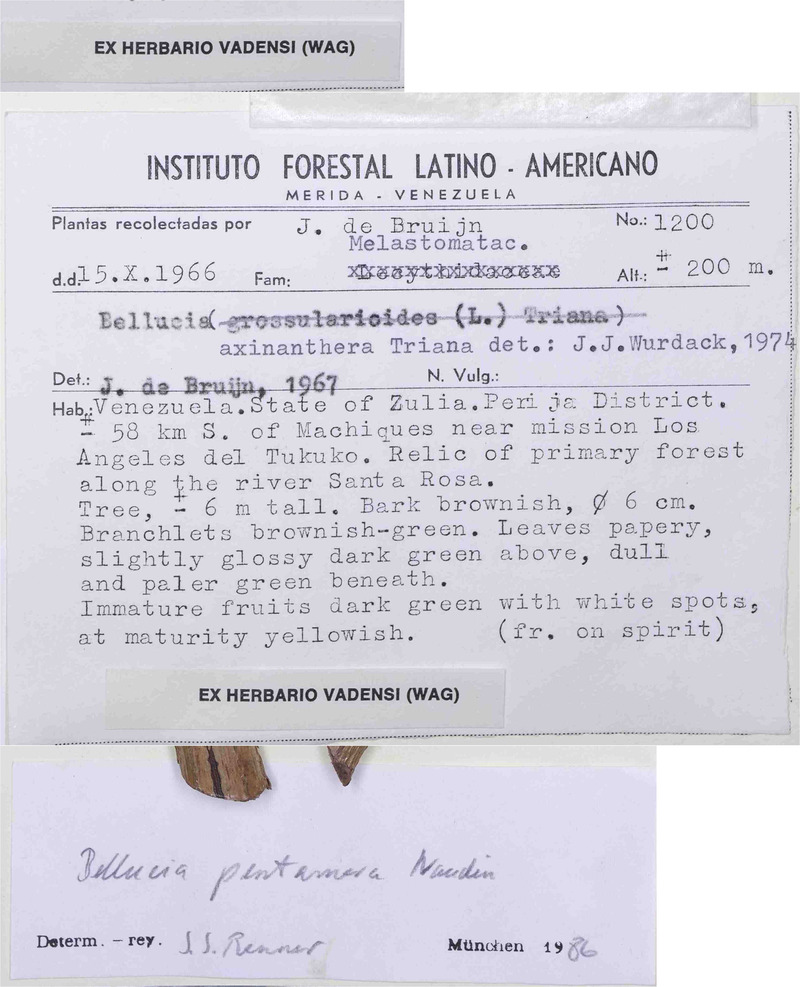 EX HERBARIO VADENSI (WAG)
INSTITUTO FORESTAL LATINO - AMERICANO
MERIDA - VENEZUELA
Plantas recolectadas por J. de Bruijn No.: 1200
Melastomatac.
d.d. 15.X.1966 Fam: Lecythidaceae Alt.: ± 200 m.
Bellucia (grossularioides (L.) Triana)
axinanthera Triana det.: J.J.Wurdack, 1974
Det.: J. de Bruijn, 1967 N. Vulg.:
Hab.: Venezuela. State of Zulia. Perija District.
± 58 km S. of Machiques near mission Los
Angeles del Tukuko. Relic of primary forest
along the river Santa Rosa.
Tree, ± 6 m tall. Bark brownish, ø 6 cm.
Branchlets brownish-green. Leaves papery,
slightly glossy dark green above, dull
and paler green beneath.
Immature fruits dark green with white spots,
at maturity yellowish. (fr. on spirit)
EX HERBARIO VADENSI (WAG)
Bellucia pentamera Naudin
Determ. - rev. S.S. Renner München 1986